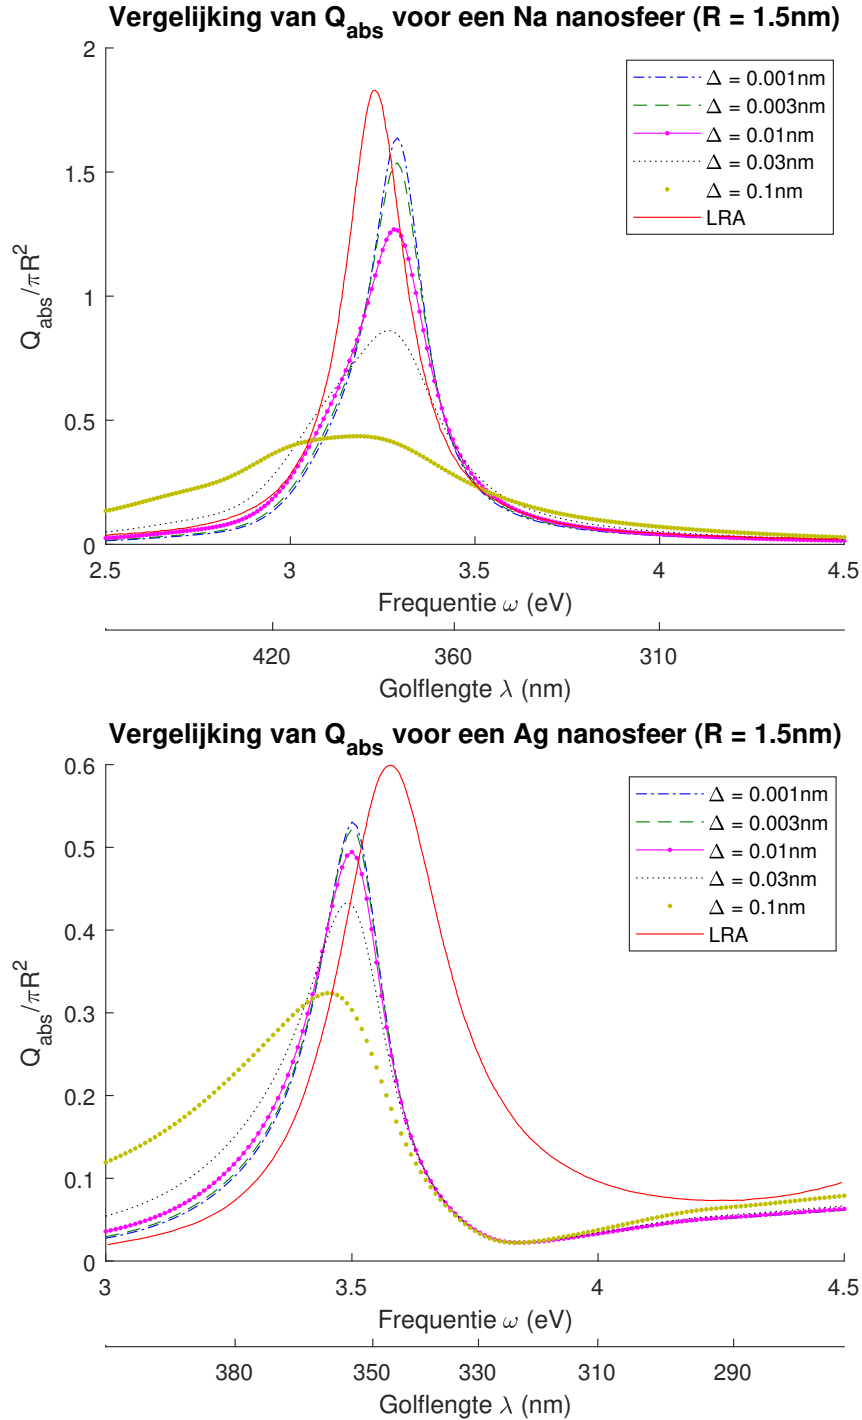 Vergelijking van Q_abs voor een Na nanosfeer (R = 1.5nm)
2
1.5
1
0.5
0
Q_abs/πR^2
Δ = 0.001nm
Δ = 0.003nm
Δ = 0.01nm
Δ = 0.03nm
Δ = 0.1nm
LRA
2.5 3 3.5 4 4.5
Frequentie ω (eV)
420 360 310
Golflengte λ (nm)
Vergelijking van Q_abs voor een Ag nanosfeer (R = 1.5nm)
0.6
0.5
0.4
0.3
0.2
0.1
0
Q_abs/πR^2
Δ = 0.001nm
Δ = 0.003nm
Δ = 0.01nm
Δ = 0.03nm
Δ = 0.1nm
LRA
3 3.5 4 4.5
Frequentie ω (eV)
380 350 330 310 290
Golflengte λ (nm)